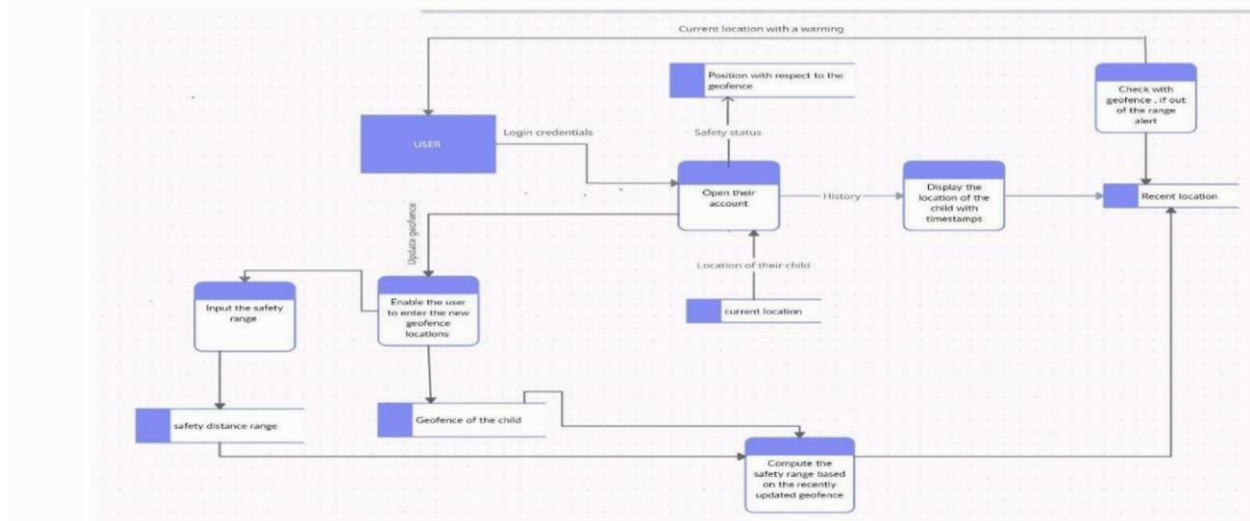 Current location with a warning
Position with respect to the
geofence
Check with
geofence , if out
of the range
alert
USER
Login credentials
Safety status
Open their
account
History
Display the
location of the
child with
timestamps
Recent location
Update geofence
Location of their child
Input the safety
range
Enable the user
to enter the new
geofence
locations
current location
safety distance range
Geofence of the child
Compute the
safety range based
on the recently
updated geofence